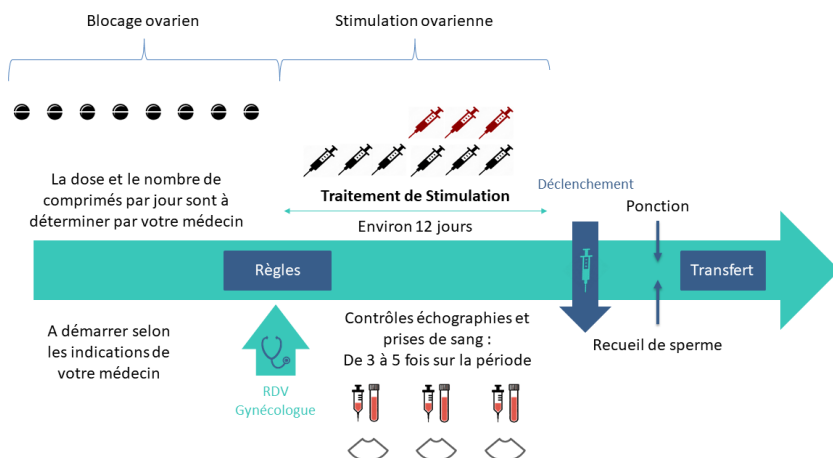 Blocage ovarien
Stimulation ovarienne
La dose et le nombre de
comprimés par jour sont à
déterminer par votre médecin
Traitement de Stimulation
Environ 12 jours
Déclenchement
Ponction
Règles
Transfert
A démarrer selon
les indications de
votre médecin
RDV
Gynécologue
Contrôles échographies et
prises de sang :
De 3 à 5 fois sur la période
Recueil de sperme